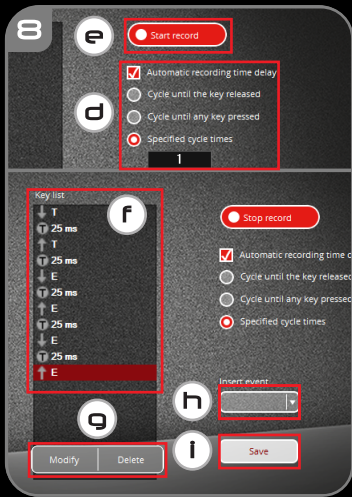 8
e
Start record
Automatic recording time delay
Cycle until the key released
d
Cycle until any key pressed
Specified cycle times
1
Key list
f
T
25 ms
T
25 ms
E
25 ms
E
25 ms
E
25 ms
E
Stop record
Automatic recording time
Cycle until the key released
Cycle until any key pressed
Specified cycle times
Insert event
h
g
Modify
Delete
i
Save